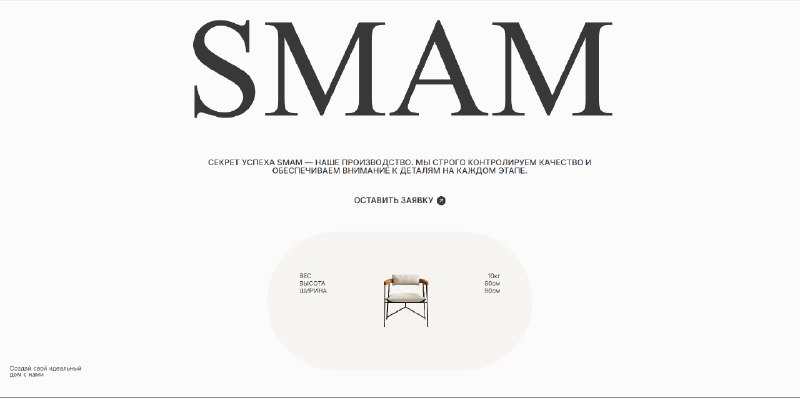 SMAM
СЕКРЕТ УСПЕХА SMAM — НАШЕ ПРОИЗВОДСТВО. МЫ СТРОГО КОНТРОЛИРУЕМ КАЧЕСТВО И
ОБЕСПЕЧИВАЕМ ВНИМАНИЕ К ДЕТАЛЯМ НА КАЖДОМ ЭТАПЕ.
ОСТАВИТЬ ЗАЯВКУ
ВЕС 10кг
ВЫСОТА
ШИРИНА 90см
Создай свой идеальный
дом с нами